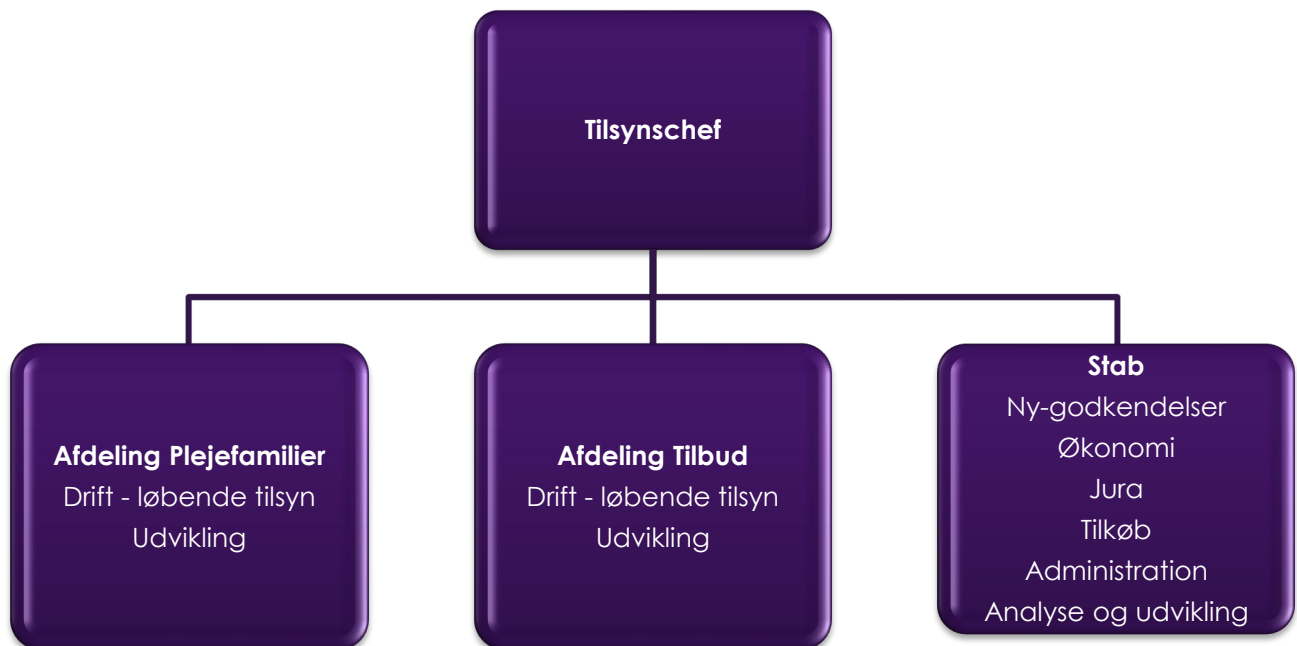 Tilsynschef
Afdeling Plejefamilier
Drift - løbende tilsyn
Udvikling
Afdeling Tilbud
Drift - løbende tilsyn
Udvikling
Stab
Ny-godkendelser
Økonomi
Jura
Tilkøb
Administration
Analyse og udvikling